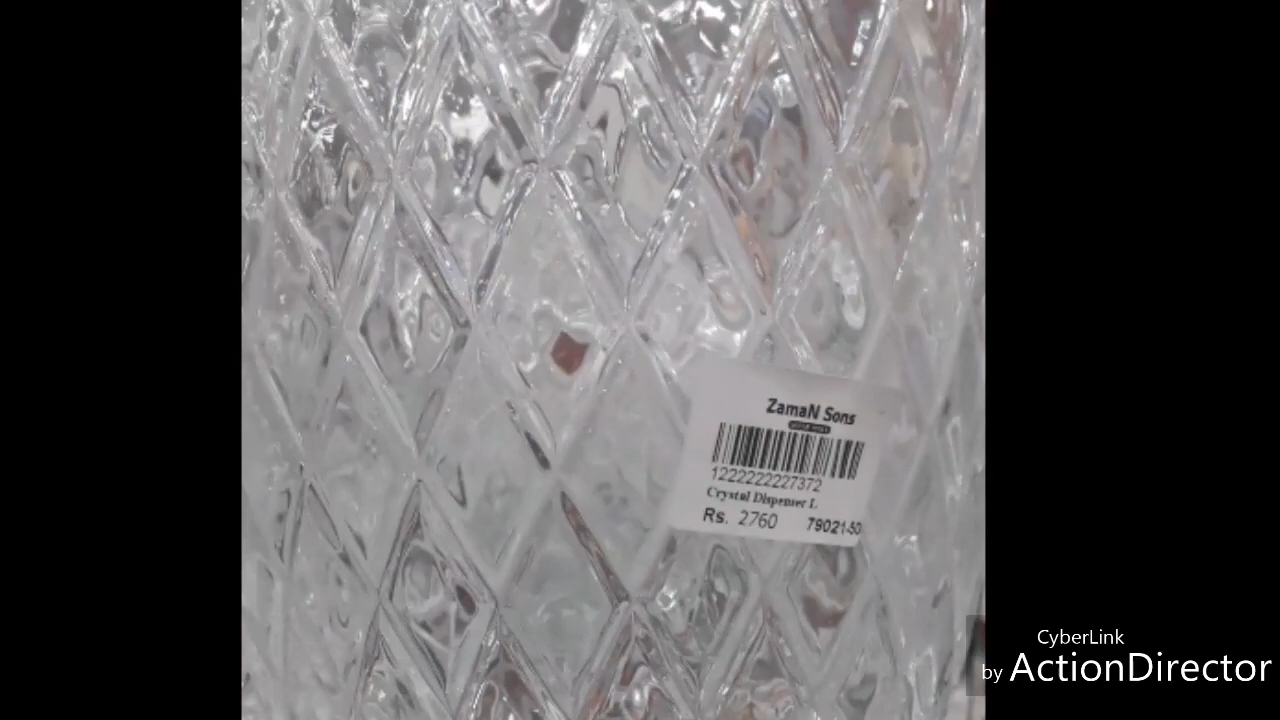 ZamaN Sons
1222222227372
Crystal Dispenser L
Rs. 2760 79021-50
CyberLink
by ActionDirector